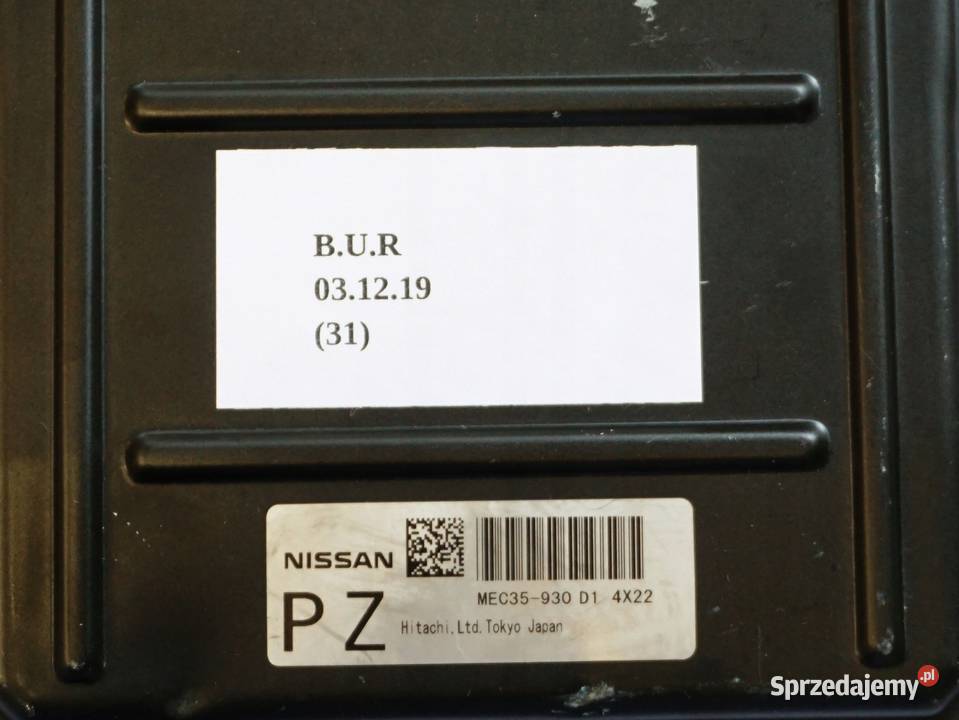 B.U.R
03.12.19
(31)
NISSAN
MEC35-930 D1 4X22
PZ
Hitachi,Ltd.Tokyo Japan
Sprzedajemy.pl